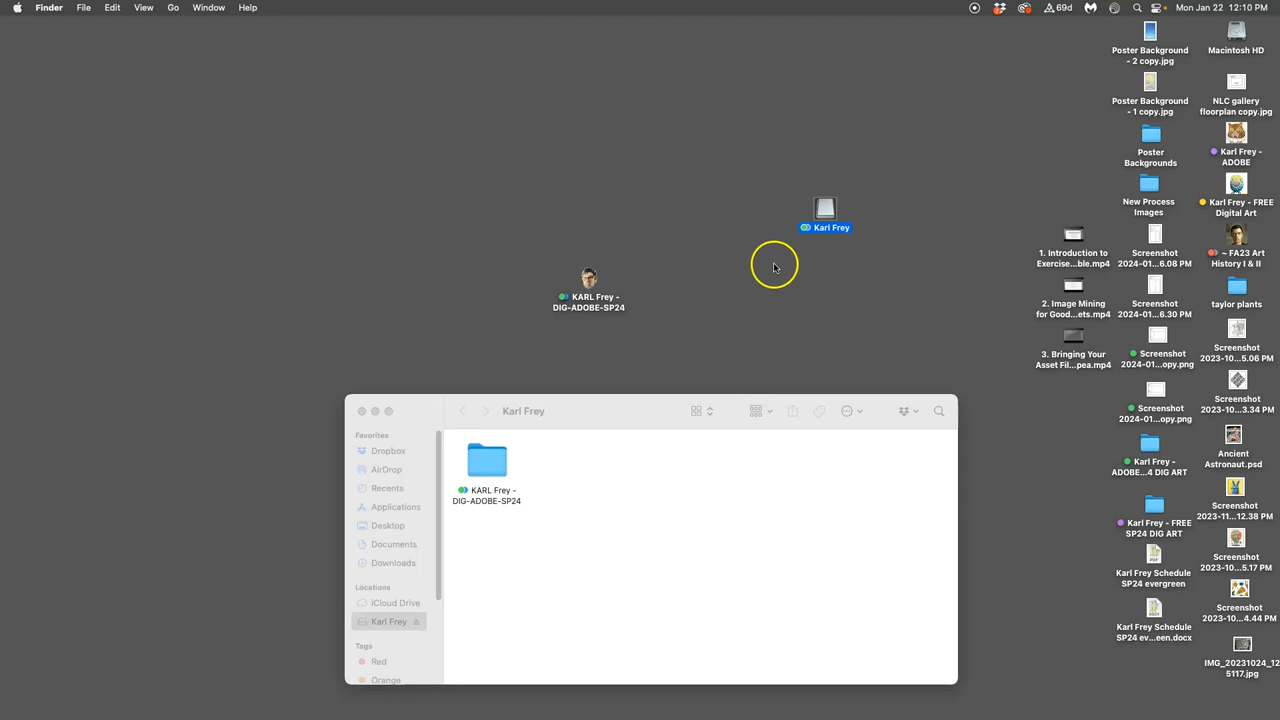 Finder File Edit View Go Window Help
69d
Mon Jan 22 12:10 PM
Poster Background
- 2 copy.jpg
Macintosh HD
Poster Background
- 1 copy.jpg
NLC gallery
floorplan copy.jpg
Poster
Backgrounds
Karl Frey -
ADOBE
New Process
Images
Karl Frey - FREE
Digital Art
1. Introduction to
Exercise...ble.mp4
Screenshot
2024-01...6.08 PM
~ FA23 Art
History I & II
2. Image Mining
for Good...ets.mp4
Screenshot
2024-01...6.30 PM
taylor plants
3. Bringing Your
Asset Fil...pea.mp4
Screenshot
2024-01...opy.png
Screenshot
2023-10...5.06 PM
Screenshot
2024-01...opy.png
Screenshot
2023-10...3.34 PM
Karl Frey -
ADOBE...4 DIG ART
Ancient
Astronaut.psd
Karl Frey - FREE
SP24 DIG ART
Screenshot
2023-11...12.38 PM
Karl Frey Schedule
SP24 evergreen
Screenshot
2023-10...5.17 PM
Karl Frey Schedule
SP24 ev...een.docx
Screenshot
2023-10...4.44 PM
IMG_20231024_12
5117.jpg
Karl Frey
KARL Frey -
DIG-ADOBE-SP24
Karl Frey
Favorites
Dropbox
AirDrop
Recents
Applications
Desktop
Documents
Downloads
Locations
iCloud Drive
Karl Frey
Tags
Red
Orange
KARL Frey -
DIG-ADOBE-SP24